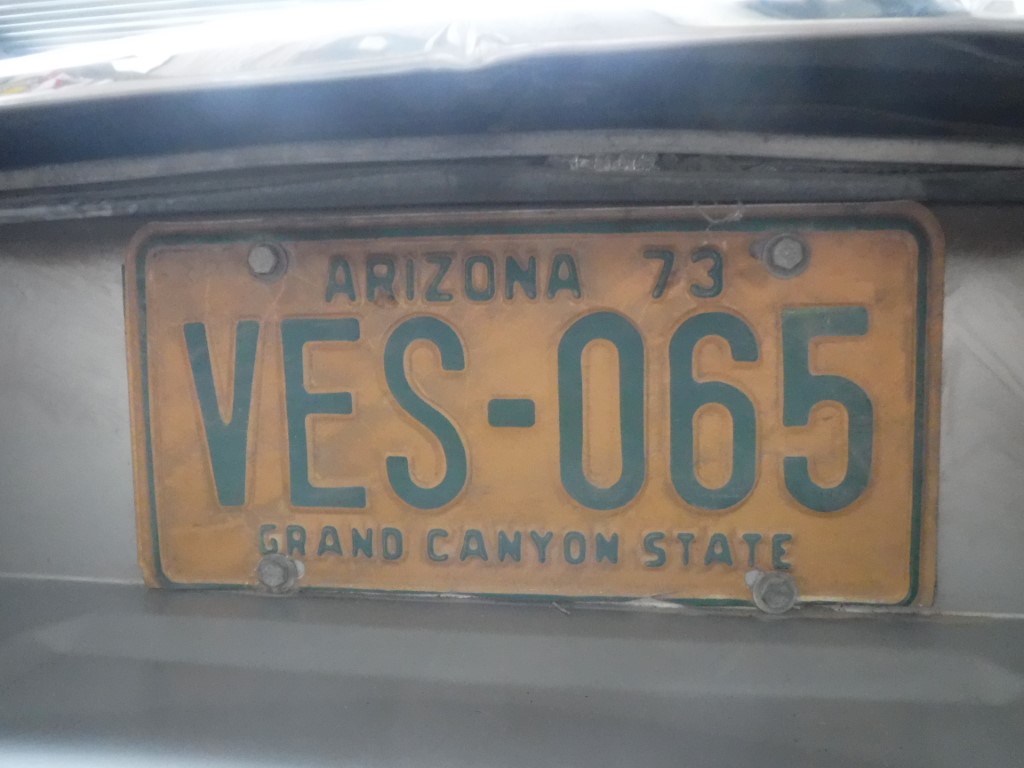 ARIZONA 73
VES-065
GRAND CANYON STATE